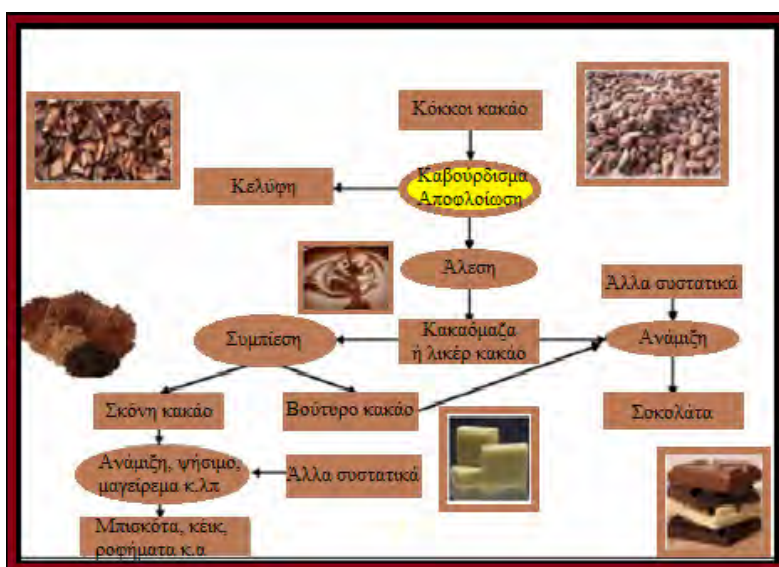 Κόκκοι κακάο
Κελύφη
Καβούρδισμα
Αποφλοίωση
Άλεση
Άλλα συστατικά
Συμπίεση
Κακαόμαζα
ή λικέρ κακάο
Ανάμιξη
Σκόνη κακάο
Βούτυρο κακάο
Σοκολάτα
Ανάμιξη, ψήσιμο,
μαγείρεμα κ.λπ
Άλλα συστατικά
Μπισκότα, κέικ,
ροφήματα κ.α